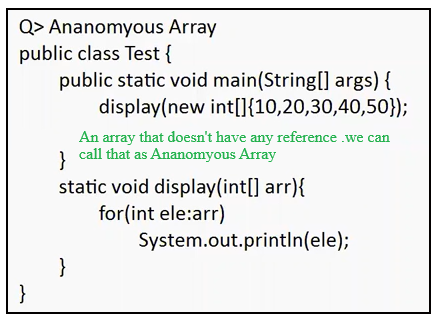 Q> Ananomyous Array
public class Test {
public static void main(String[] args) {
display(new int[]{10,20,30,40,50});
An array that doesn't have any reference .we can
call that as Ananomyous Array
}
static void display(int[] arr){
for(int ele:arr)
System.out.println(ele);
}
}